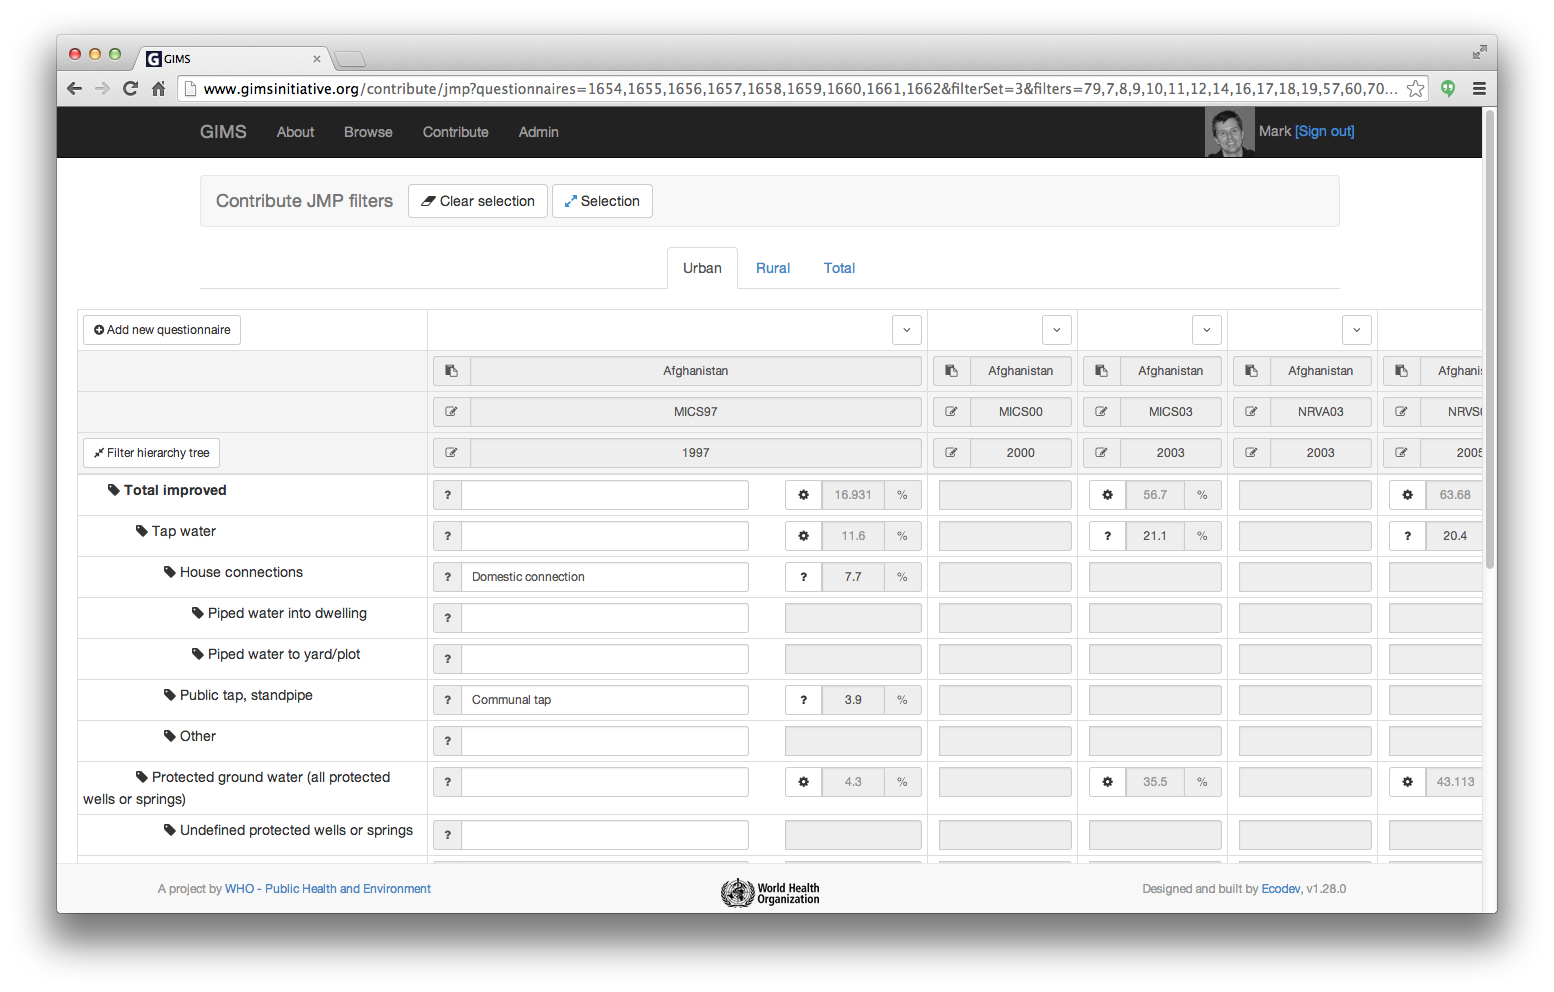 GIMS
www.gimsinitiative.org/contribute/jmp?questionnaires=1654,1655,1656,1657,1658,1659,1660,1661,1662&filterSet=3&filters=79,7,8,9,10,11,12,14,16,17,18,19,57,60,70...
GIMS About Browse Contribute Admin Mark [Sign out]
Contribute JMP filters Clear selection Selection
Urban Rural Total
Add new questionnaire
Afghanistan Afghanistan Afghanistan Afghanistan Afghanis
MICS97 MICS00 MICS03 NRVA03 NRVS0
Filter hierarchy tree 1997 2000 2003 2003 2005
Total improved ? 16.931 % 56.7 % 63.68
Tap water ? 11.6 % ? 21.1 % ? 20.4
House connections ? Domestic connection ? 7.7 %
Piped water into dwelling ?
Piped water to yard/plot ?
Public tap, standpipe ? Communal tap ? 3.9 %
Other ?
Protected ground water (all protected
wells or springs) ? 4.3 % 35.5 % 43.113
Undefined protected wells or springs ?
A project by WHO - Public Health and Environment World Health
Organization Designed and built by Ecodev, v1.28.0